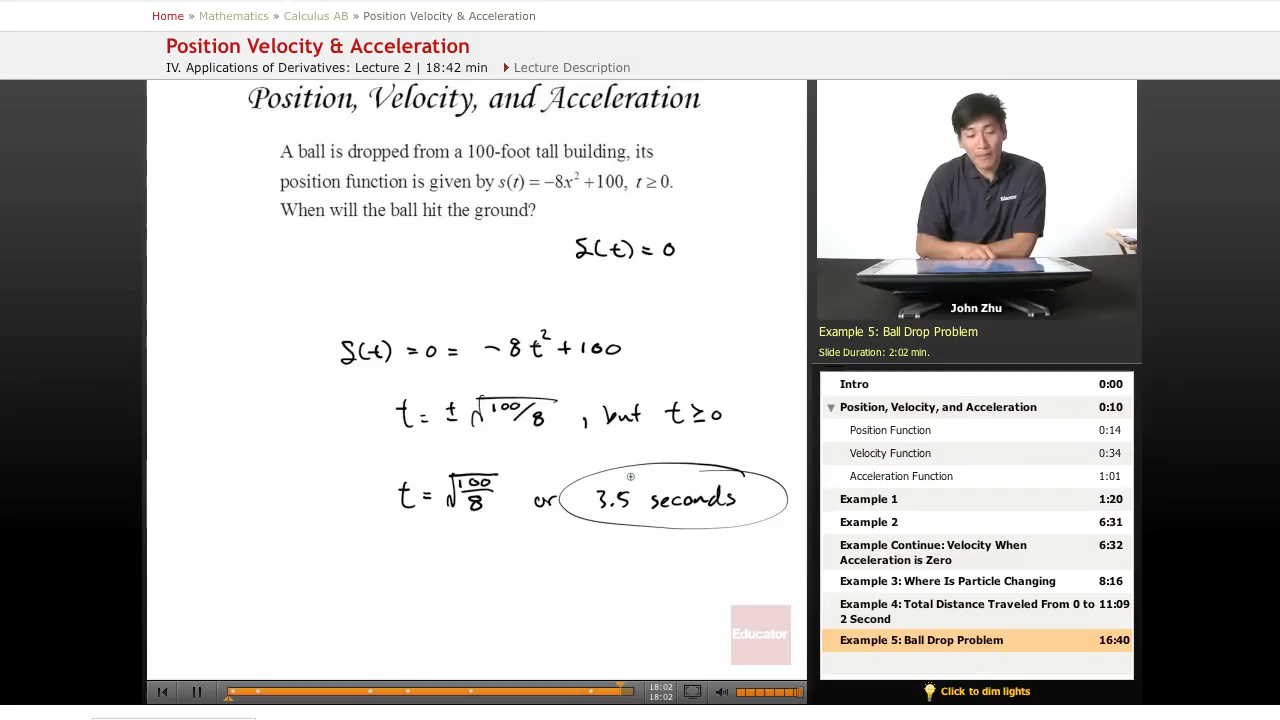 Home » Mathematics » Calculus AB » Position Velocity & Acceleration
Position Velocity & Acceleration
IV. Applications of Derivatives: Lecture 2 | 18:42 min Lecture Description
Position, Velocity, and Acceleration
A ball is dropped from a 100-foot tall building, its
position function is given by s(t) = −8x² + 100, t ≥ 0.
When will the ball hit the ground?
S(t) = 0
S(t) = 0 = −8t² + 100
t = ± √100/8 , but t ≥ 0
t = √100/8 or 3.5 seconds
Educator
Educator
John Zhu
Example 5: Ball Drop Problem
Slide Duration: 2:02 min.
Intro 0:00
Position, Velocity, and Acceleration 0:10
Position Function 0:14
Velocity Function 0:34
Acceleration Function 1:01
Example 1 1:20
Example 2 6:31
Example Continue: Velocity When 6:32
Acceleration is Zero
Example 3: Where Is Particle Changing 8:16
Example 4: Total Distance Traveled From 0 to 11:09
2 Second
Example 5: Ball Drop Problem 16:40
18:02
18:02
Click to dim lights